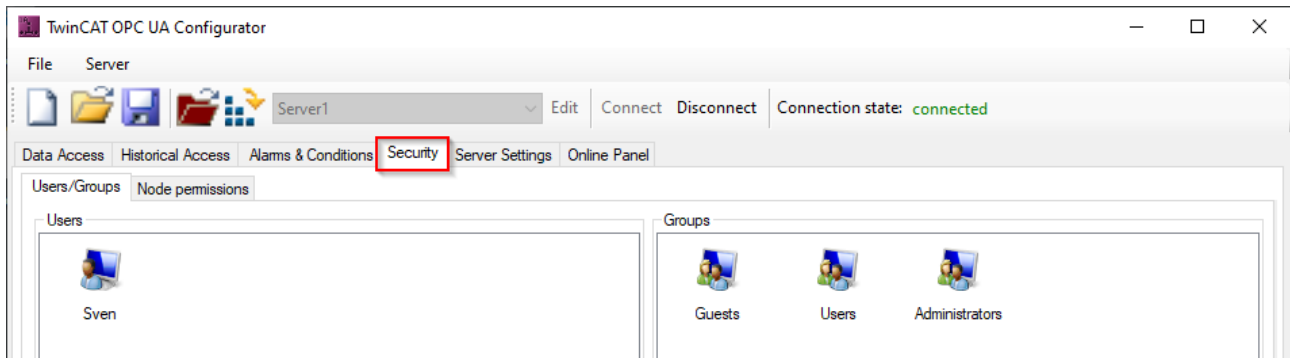 TwinCAT OPC UA Configurator
File Server
Server1 Edit Connect Disconnect Connection state: connected
Data Access Historical Access Alarms & Conditions Security Server Settings Online Panel
Users/Groups Node permissions
Users Groups
Sven Guests Users Administrators